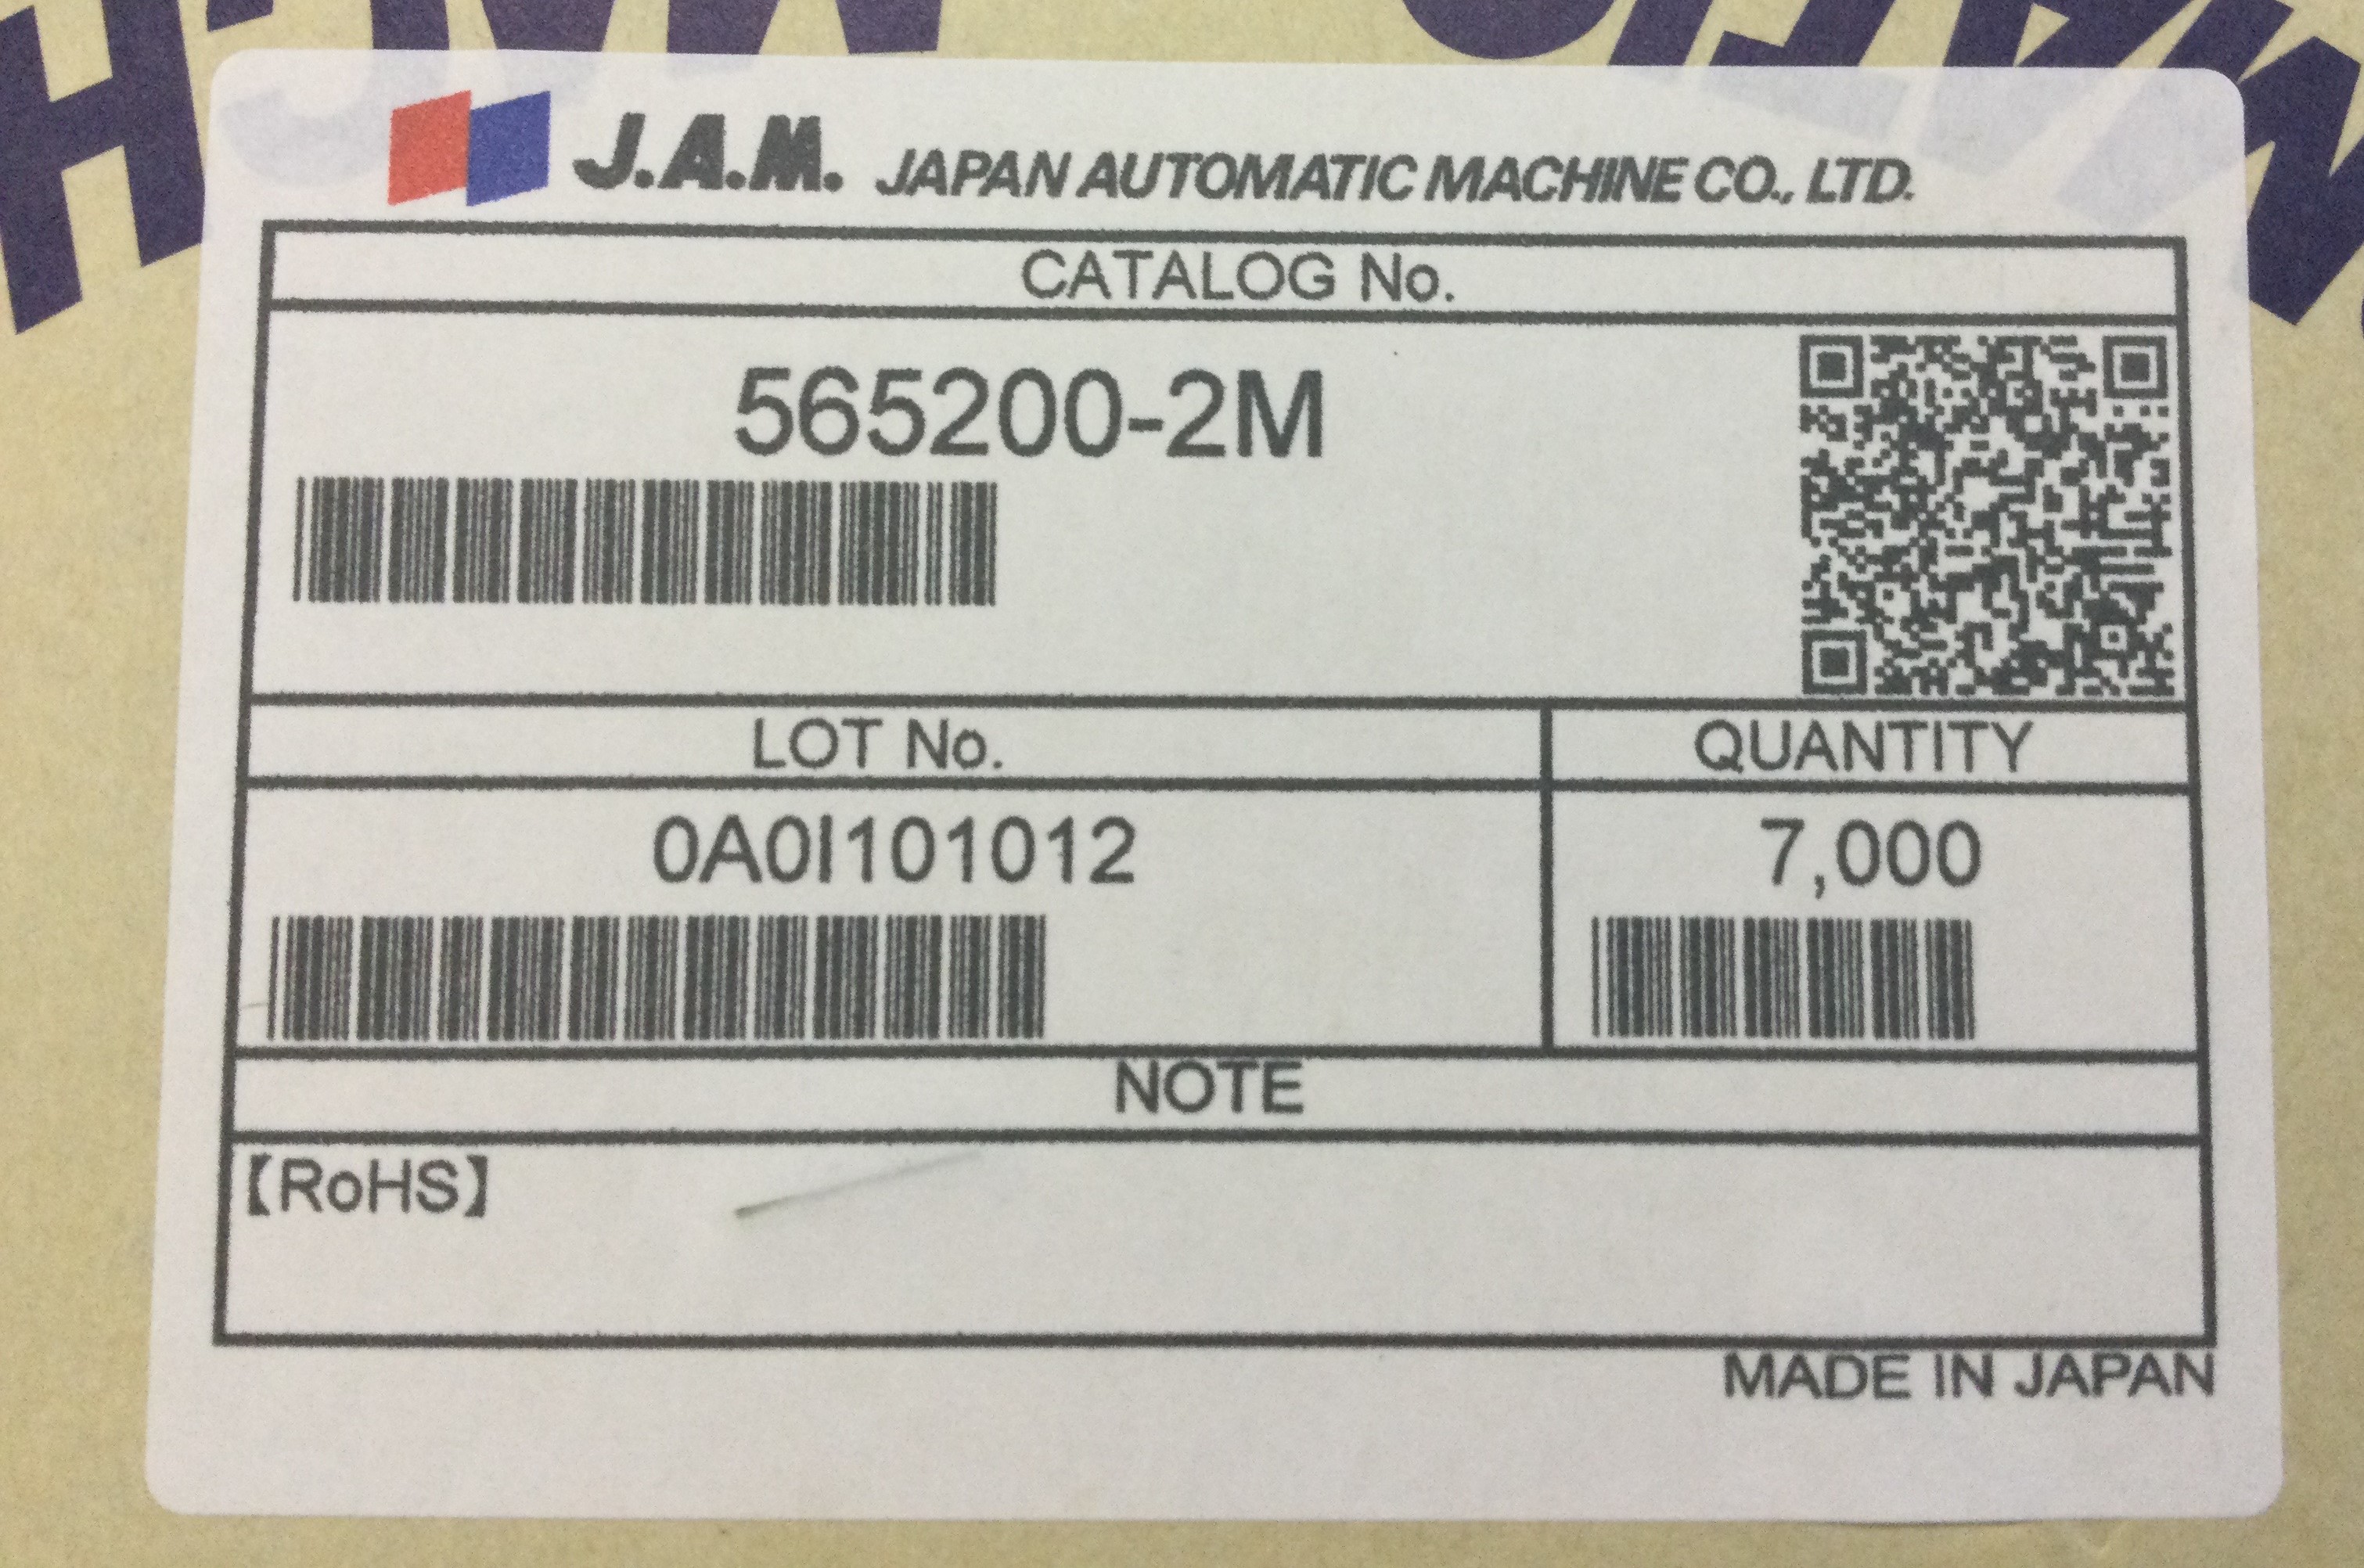 J.A.M. JAPAN AUTOMATIC MACHINE CO., LTD.
CATALOG No.
565200-2M
LOT No.
QUANTITY
0A0I101012
7,000
NOTE
【RoHS】
MADE IN JAPAN